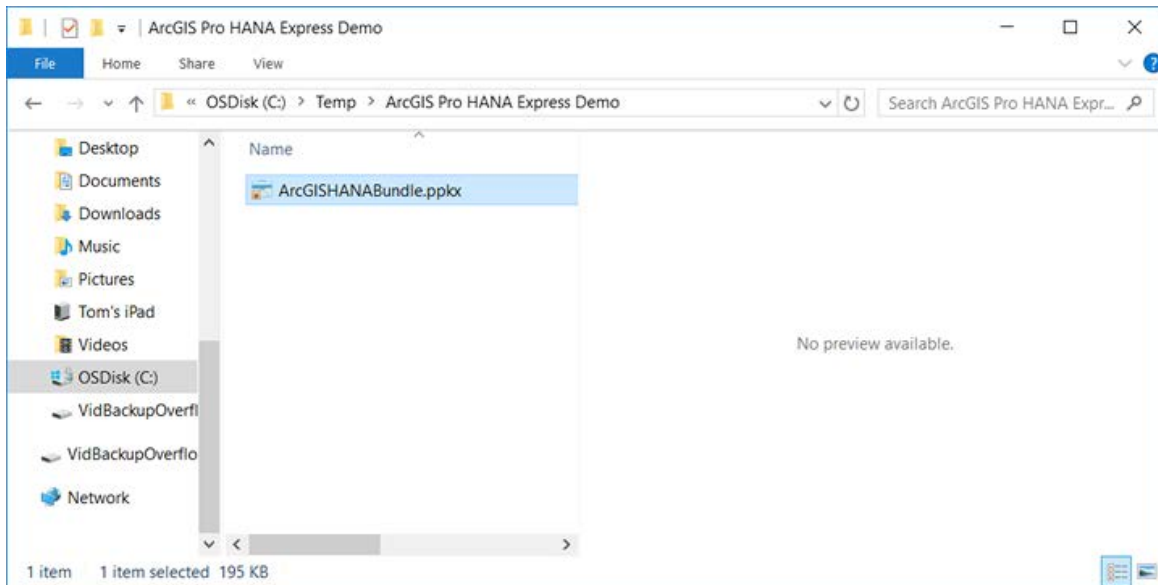 ArcGIS Pro HANA Express Demo
File Home Share View
« OSDisk (C:) > Temp > ArcGIS Pro HANA Express Demo
Search ArcGIS Pro HANA Expr...
Name
ArcGISHANABundle.ppkx
Desktop
Documents
Downloads
Music
Pictures
Tom's iPad
Videos
OSDisk (C:)
VidBackupOverfl
VidBackupOverflo
Network
No preview available.
1 item 1 item selected 195 KB